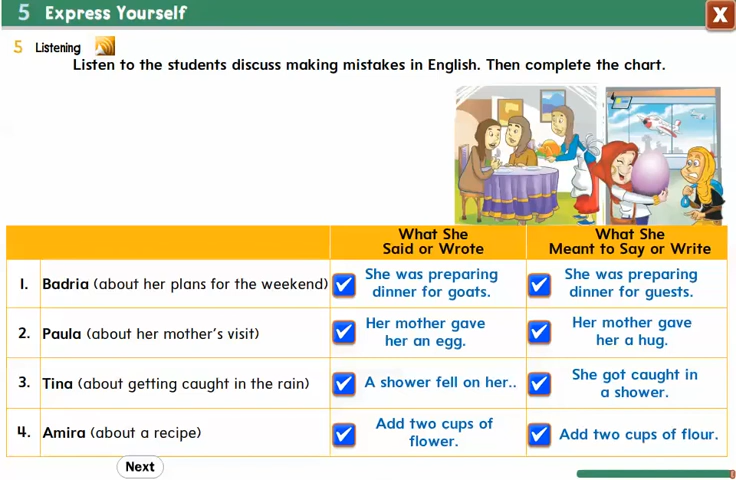 5 Express Yourself
X
5 Listening
Listen to the students discuss making mistakes in English. Then complete the chart.
What She
Said or Wrote
What She
Meant to Say or Write
1. Badria (about her plans for the weekend)
She was preparing
dinner for goats.
She was preparing
dinner for guests.
2. Paula (about her mother's visit)
Her mother gave
her an egg.
Her mother gave
her a hug.
3. Tina (about getting caught in the rain)
A shower fell on her..
She got caught in
a shower.
4. Amira (about a recipe)
Add two cups of
flower.
Add two cups of flour.
Next